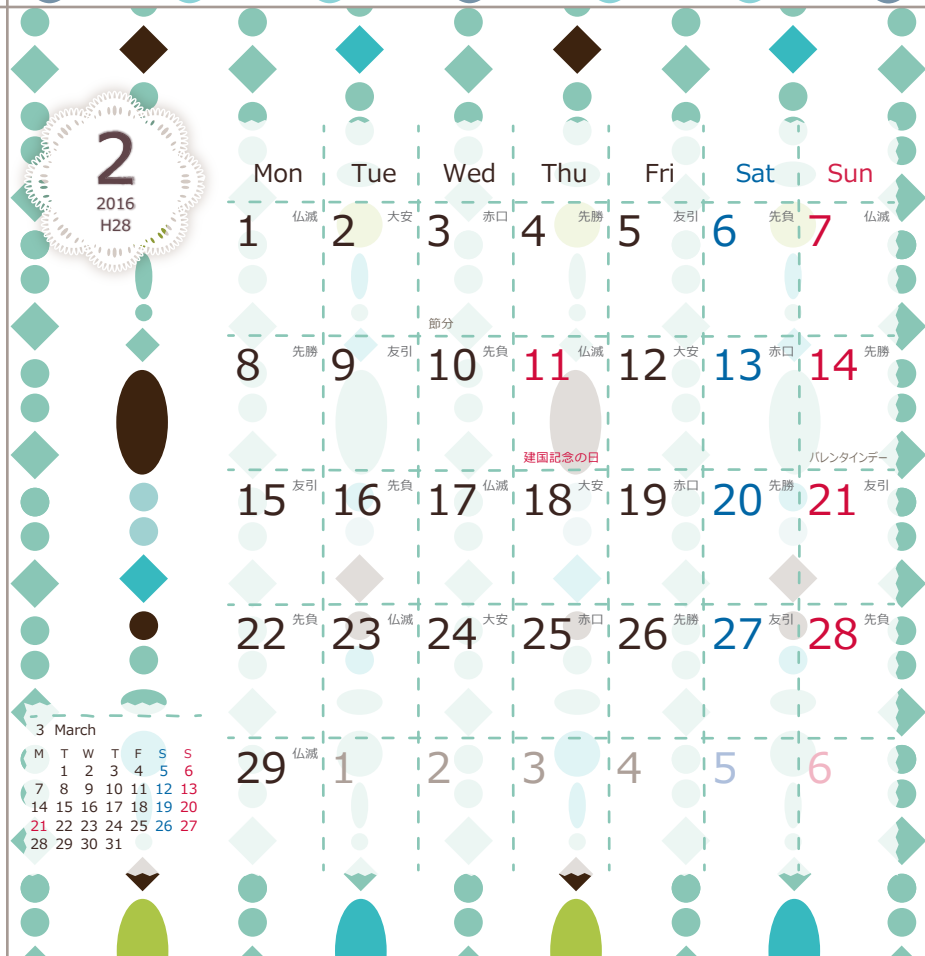 2
2016
H28
Mon Tue Wed Thu Fri Sat Sun
1 仏滅 2 大安 3 赤口 4 先勝 5 友引 6 先負 7 仏滅
節分
8 先勝 9 友引 10 先負 11 仏滅 12 大安 13 赤口 14 先勝
建国記念の日 バレンタインデー
15 友引 16 先負 17 仏滅 18 大安 19 赤口 20 先勝 21 友引
22 先負 23 仏滅 24 大安 25 赤口 26 先勝 27 友引 28 先負
29 仏滅 1 2 3 4 5 6
3 March
M T W T F S S
1 2 3 4 5 6
7 8 9 10 11 12 13
14 15 16 17 18 19 20
21 22 23 24 25 26 27
28 29 30 31